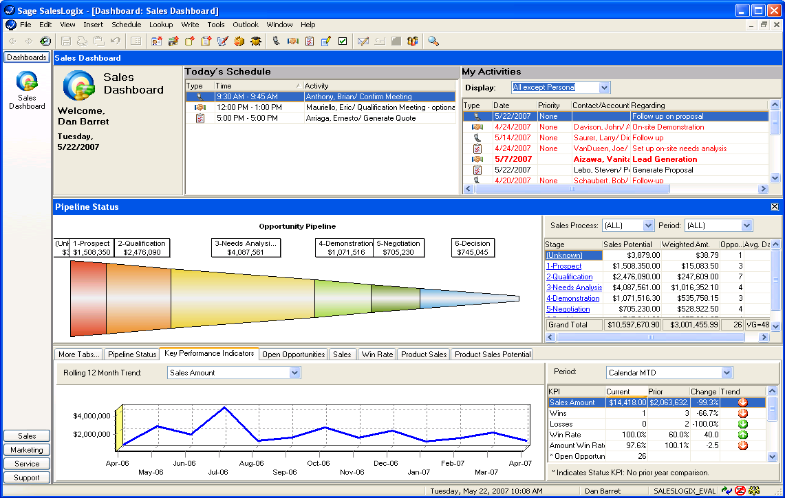 Sage SalesLogix - [Dashboard: Sales Dashboard]
File Edit View Insert Schedule Lookup Write Tools Outlook Window Help
Dashboards
Sales Dashboard
Sales
Dashboard
Sales
Dashboard
Welcome,
Dan Barret
Tuesday,
5/22/2007
Today's Schedule
Type Time Activity
9:30 AM - 9:45 AM Anthony, Brian/ Confirm Meeting
12:00 PM - 1:00 PM Mauriello, Eric/ Qualification Meeting - optiona
5:00 PM - 5:00 PM Arriaga, Ernesto/ Generate Quote
My Activities
Display: All except Personal
Type Date Priority Contact/Account Regarding
5/22/2007 None Follow up on proposal
4/24/2007 None Davison, John/ A On-site Demonstration
5/14/2007 None Saurer, Larry/ Dix Follow up
4/24/2007 None VanDusen, Joe/ Set up on-site needs analysis
5/7/2007 None Aizawa, Vanita Lead Generation
5/22/2007 Lebo, Steven/ P Generate Proposal
4/20/2007 None Schaubert, Bob/ Follow-up
Pipeline Status
Opportunity Pipeline
1-Prospect
$1,508,350
2-Qualification
$2,476,090
3-Needs Analysi...
$4,087,561
4-Demonstration
$1,071,516
5-Negotiation
$705,230
6-Decision
$745,045
Sales Process: (ALL) Period: (ALL)
Stage Sales Potential Weighted Amt. Oppo... Avg. Da
(Unknown) $3,879.00 $38.79 1
1-Prospect $1,508,350.00 $15,083.50 3
2-Qualification $2,476,090.00 $247,609.00 7
3-Needs Analysis $4,087,561.00 $1,016,352.10 4
4-Demonstration $1,071,516.30 $535,758.15 3
5-Negotiation $705,230.00 $528,922.50 4
Grand Total $10,597,670.90 $3,001,455.99 26 VG=48
More Tabs... Pipeline Status Key Performance Indicators Open Opportunities Sales Win Rate Product Sales Product Sales Potential
Rolling 12 Month Trend: Sales Amount
$4,000,000
$2,000,000
Apr-06 May-06 Jun-06 Jul-06 Aug-06 Sep-06 Oct-06 Nov-06 Dec-06 Jan-07 Feb-07 Mar-07 Apr-07
Period: Calendar MTD
KPI Current Prior Change Trend
Sales Amount $14,418.00 $2,063,632. -99.3%
Wins 1 3 -66.7%
Losses 0 2 -100.0%
Win Rate 100.0% 60.0% 40.0
Amount Win Rat 97.6% 100.1% -2.5
^ Open Opportun 26
^ Indicates Status KPI: No prior year comparison.
Sales
Marketing
Service
Support
Tuesday, May 22, 2007 10:08 AM Dan Barret SALESLOGIX_EVAL